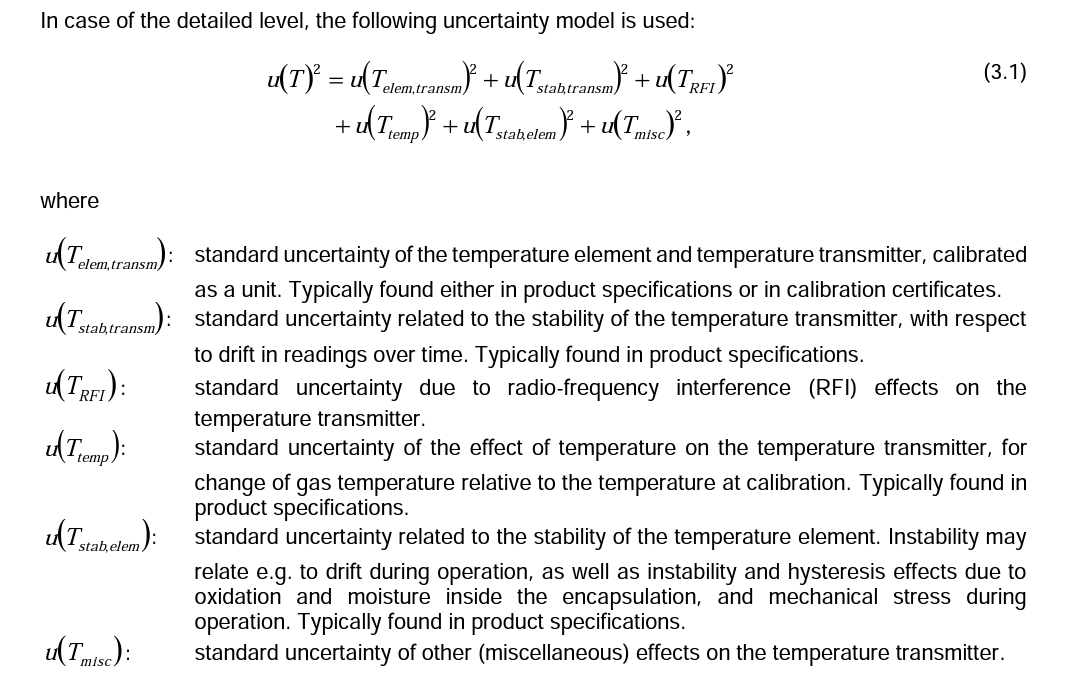 In case of the detailed level, the following uncertainty model is used:
u(T)² = u(T_elem,transm)² + u(T_stab,transm)² + u(T_RFI)² (3.1)
+ u(T_temp)² + u(T_stab,elem)² + u(T_misc)² ,
where
u(T_elem,transm): standard uncertainty of the temperature element and temperature transmitter, calibrated
as a unit. Typically found either in product specifications or in calibration certificates.
u(T_stab,transm): standard uncertainty related to the stability of the temperature transmitter, with respect
to drift in readings over time. Typically found in product specifications.
u(T_RFI): standard uncertainty due to radio-frequency interference (RFI) effects on the
temperature transmitter.
u(T_temp): standard uncertainty of the effect of temperature on the temperature transmitter, for
change of gas temperature relative to the temperature at calibration. Typically found in
product specifications.
u(T_stab,elem): standard uncertainty related to the stability of the temperature element. Instability may
relate e.g. to drift during operation, as well as instability and hysteresis effects due to
oxidation and moisture inside the encapsulation, and mechanical stress during
operation. Typically found in product specifications.
u(T_misc): standard uncertainty of other (miscellaneous) effects on the temperature transmitter.